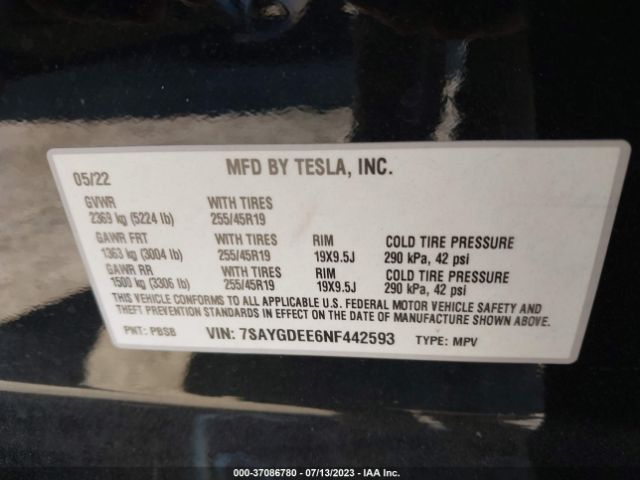 MFD BY TESLA, INC.
05/22
GVWR WITH TIRES
2369 kg (5224 lb) 255/45R19
GAWR FRT WITH TIRES RIM COLD TIRE PRESSURE
1363 kg (3004 lb) 255/45R19 19X9.5J 290 kPa, 42 psi
GAWR RR WITH TIRES RIM COLD TIRE PRESSURE
1500 kg (3306 lb) 255/45R19 19X9.5J 290 kPa, 42 psi
THIS VEHICLE CONFORMS TO ALL APPLICABLE U.S. FEDERAL MOTOR VEHICLE SAFETY AND
THEFT PREVENTION STANDARDS IN EFFECT ON THE DATE OF MANUFACTURE SHOWN ABOVE.
PNT: PBSB VIN: 7SAYGDEE6NF442593 TYPE: MPV
000-37086780 - 07/13/2023 - IAA Inc.